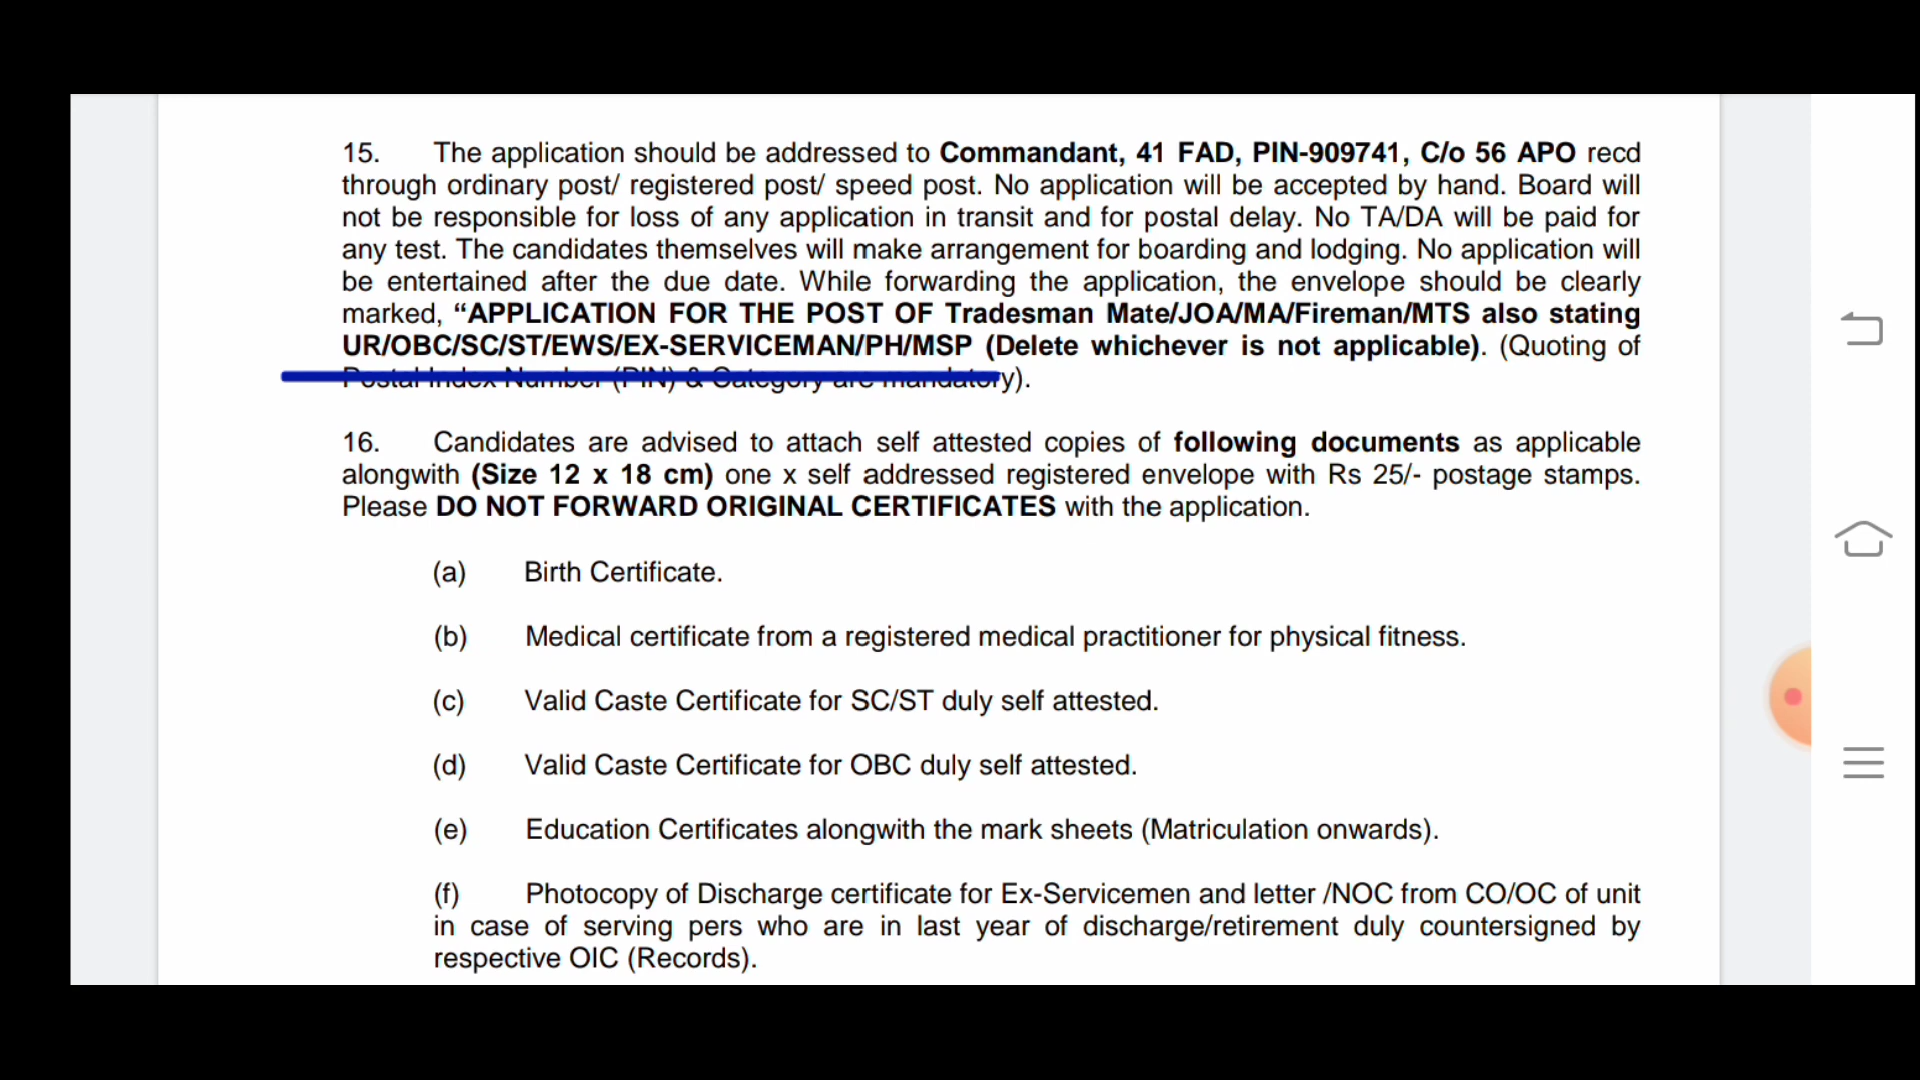 15. The application should be addressed to Commandant, 41 FAD, PIN-909741, C/o 56 APO recd
through ordinary post/ registered post/ speed post. No application will be accepted by hand. Board will
not be responsible for loss of any application in transit and for postal delay. No TA/DA will be paid for
any test. The candidates themselves will make arrangement for boarding and lodging. No application will
be entertained after the due date. While forwarding the application, the envelope should be clearly
marked, “APPLICATION FOR THE POST OF Tradesman Mate/JOA/MA/Fireman/MTS also stating
UR/OBC/SC/ST/EWS/EX-SERVICEMAN/PH/MSP (Delete whichever is not applicable). (Quoting of
Postal Index Number (PIN) & Category are mandatory).
16. Candidates are advised to attach self attested copies of following documents as applicable
alongwith (Size 12 x 18 cm) one x self addressed registered envelope with Rs 25/- postage stamps.
Please DO NOT FORWARD ORIGINAL CERTIFICATES with the application.
(a) Birth Certificate.
(b) Medical certificate from a registered medical practitioner for physical fitness.
(c) Valid Caste Certificate for SC/ST duly self attested.
(d) Valid Caste Certificate for OBC duly self attested.
(e) Education Certificates alongwith the mark sheets (Matriculation onwards).
(f) Photocopy of Discharge certificate for Ex-Servicemen and letter /NOC from CO/OC of unit
in case of serving pers who are in last year of discharge/retirement duly countersigned by
respective OIC (Records).